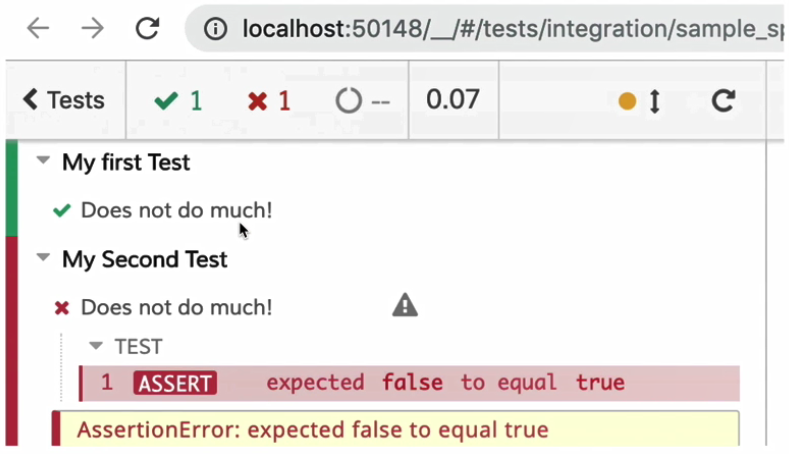 localhost:50148/__/#/tests/integration/sample_sp
Tests 1 1 -- 0.07
My first Test
Does not do much!
My Second Test
Does not do much!
TEST
1 ASSERT expected false to equal true
AssertionError: expected false to equal true